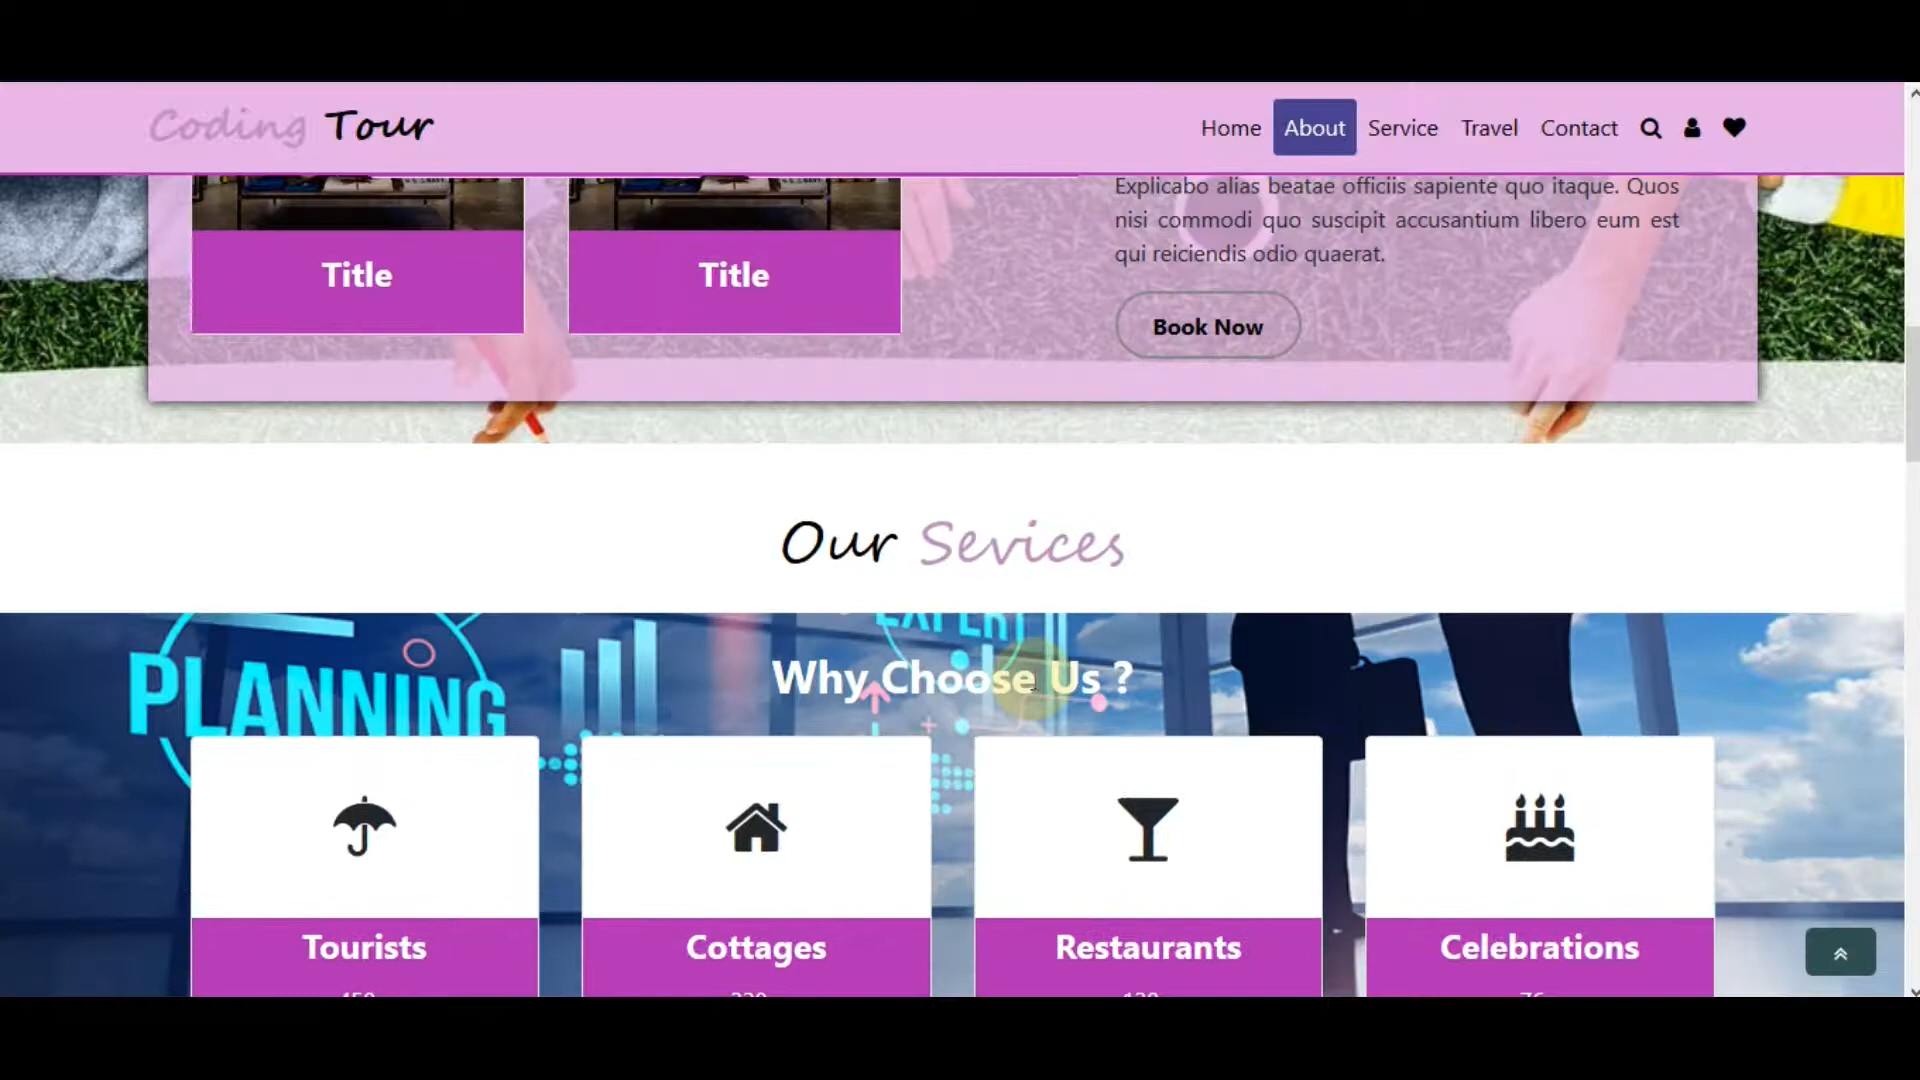 Coding Tour
Home About Service Travel Contact
Explicabo alias beatae officiis sapiente quo itaque. Quos
nisi commodi quo suscipit accusantium libero eum est
qui reiciendis odio quaerat.
Title Title
Book Now
Our Sevices
EXPERT
PLANNING
Why Choose Us ?
Tourists Cottages Restaurants Celebrations